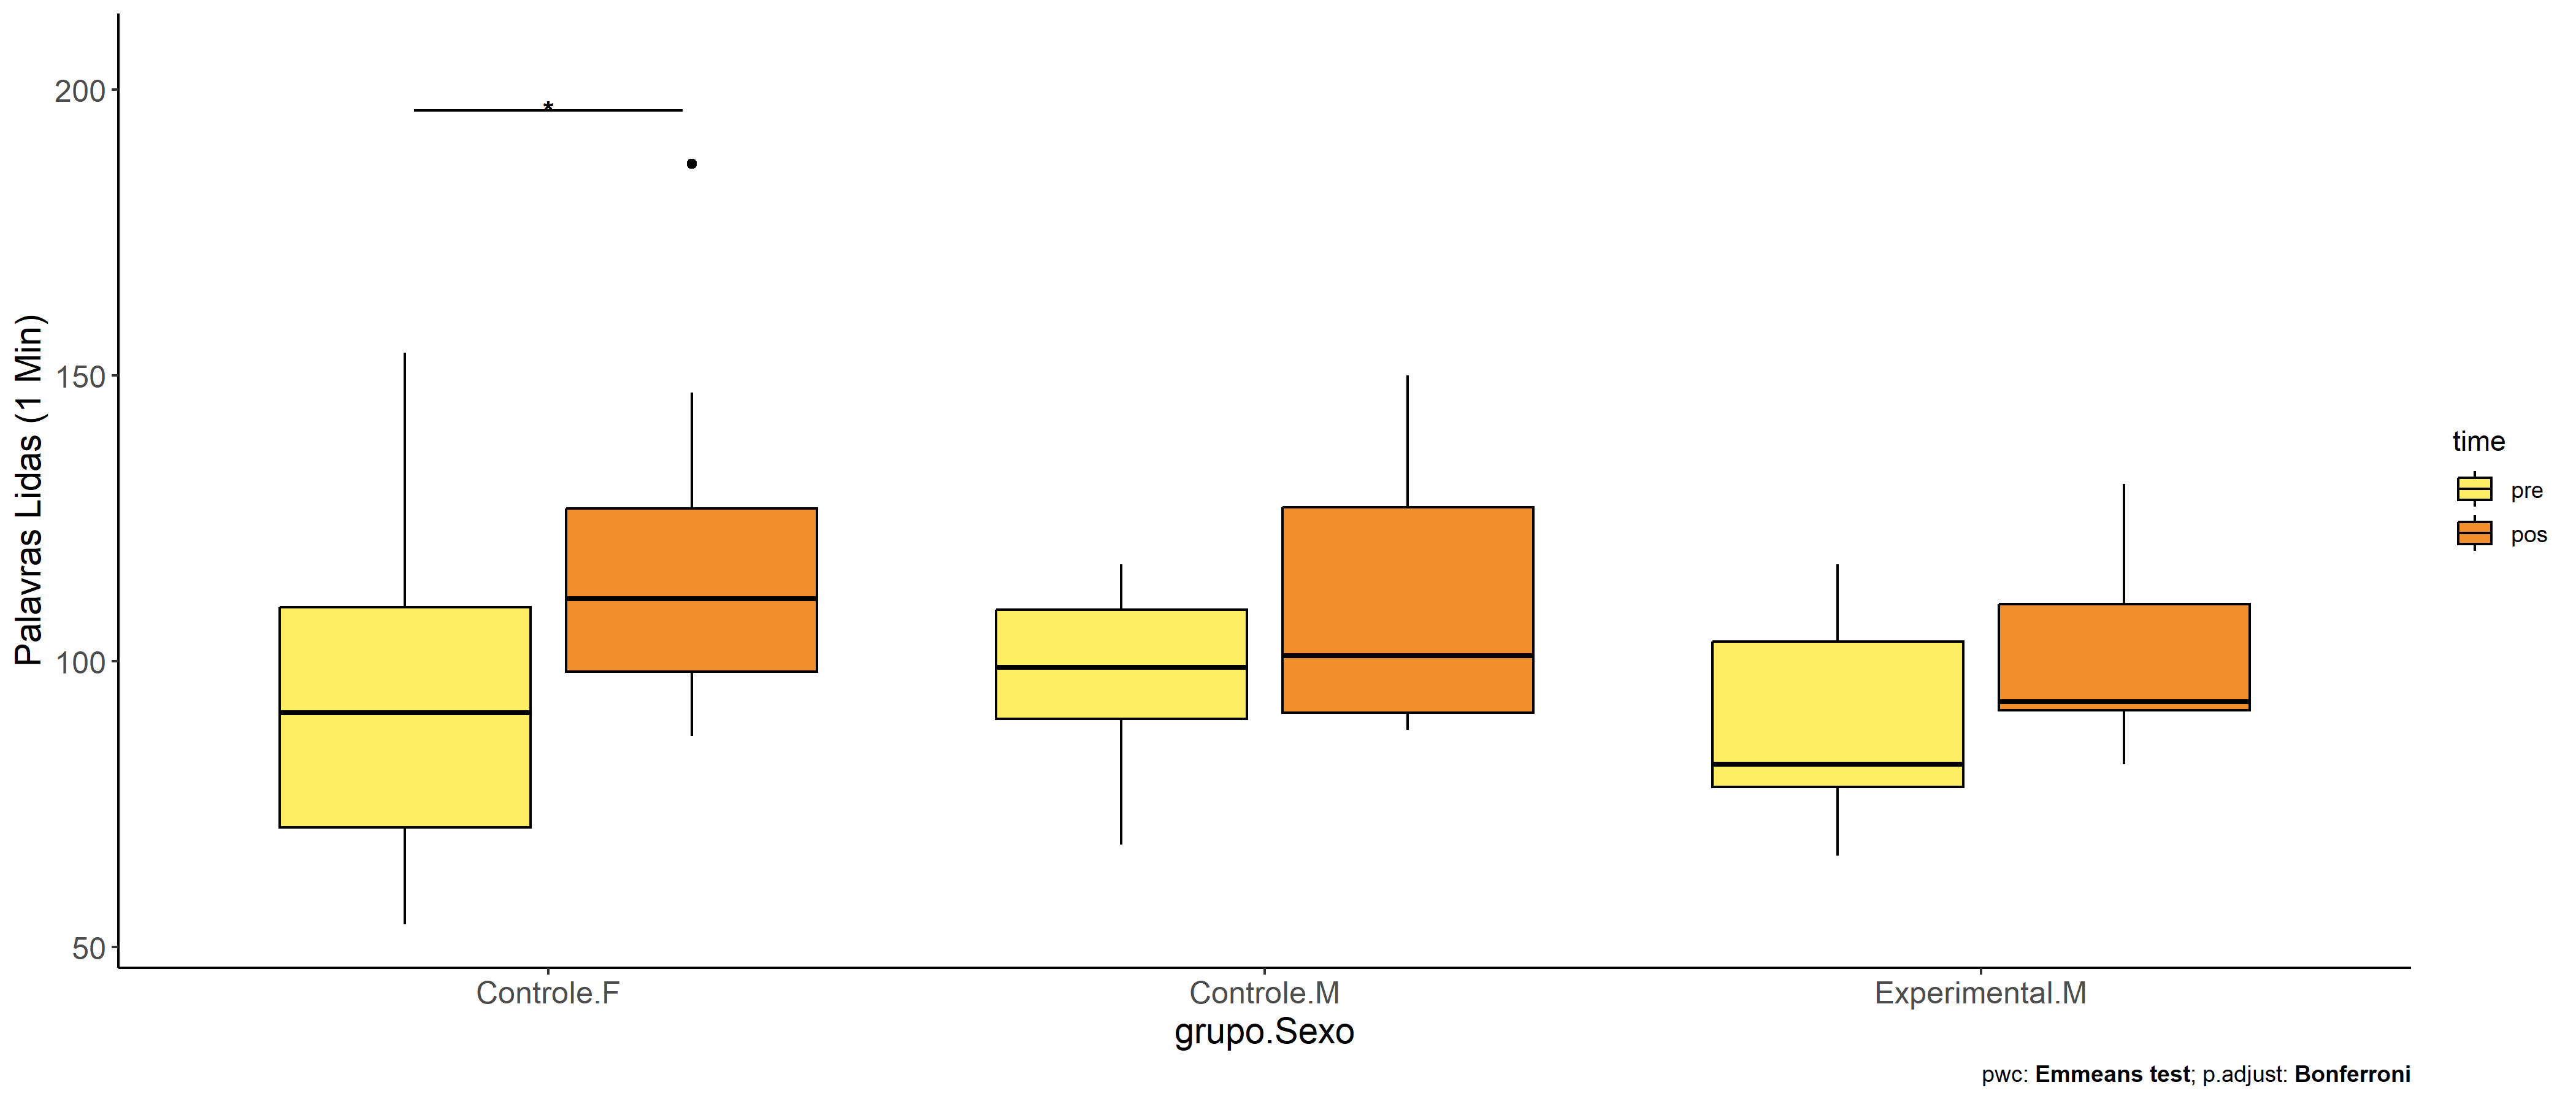 200
150
100
50
Palavras Lidas (1 Min)
*
Controle.F
Controle.M
Experimental.M
grupo.Sexo
time
pre
pos
pwc: Emmeans test; p.adjust: Bonferroni